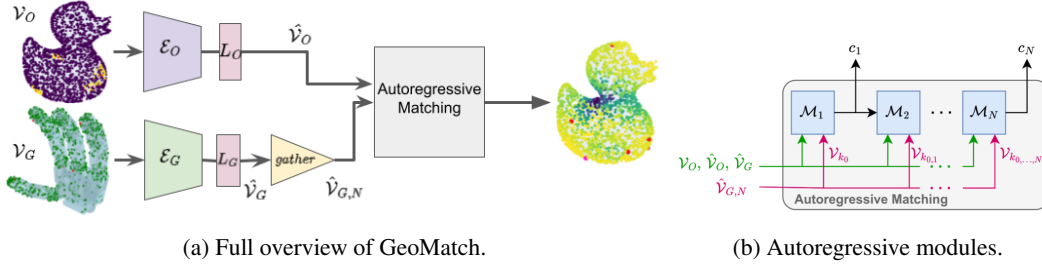 𝒱_O
ℰ_O
L_O
𝒱̂_O
Autoregressive
Matching
𝒱_G
ℰ_G
L_G
𝒱̂_G
gather
𝒱̂_{G,N}
(a) Full overview of GeoMatch.
c_1
c_N
ℳ_1
ℳ_2
...
ℳ_N
𝒱_O, 𝒱̂_O, 𝒱̂_G
𝒱_{k_0}
𝒱_{k_{0,1}}
...
𝒱_{k_{0,...,N}}
𝒱̂_{G,N}
...
Autoregressive Matching
(b) Autoregressive modules.